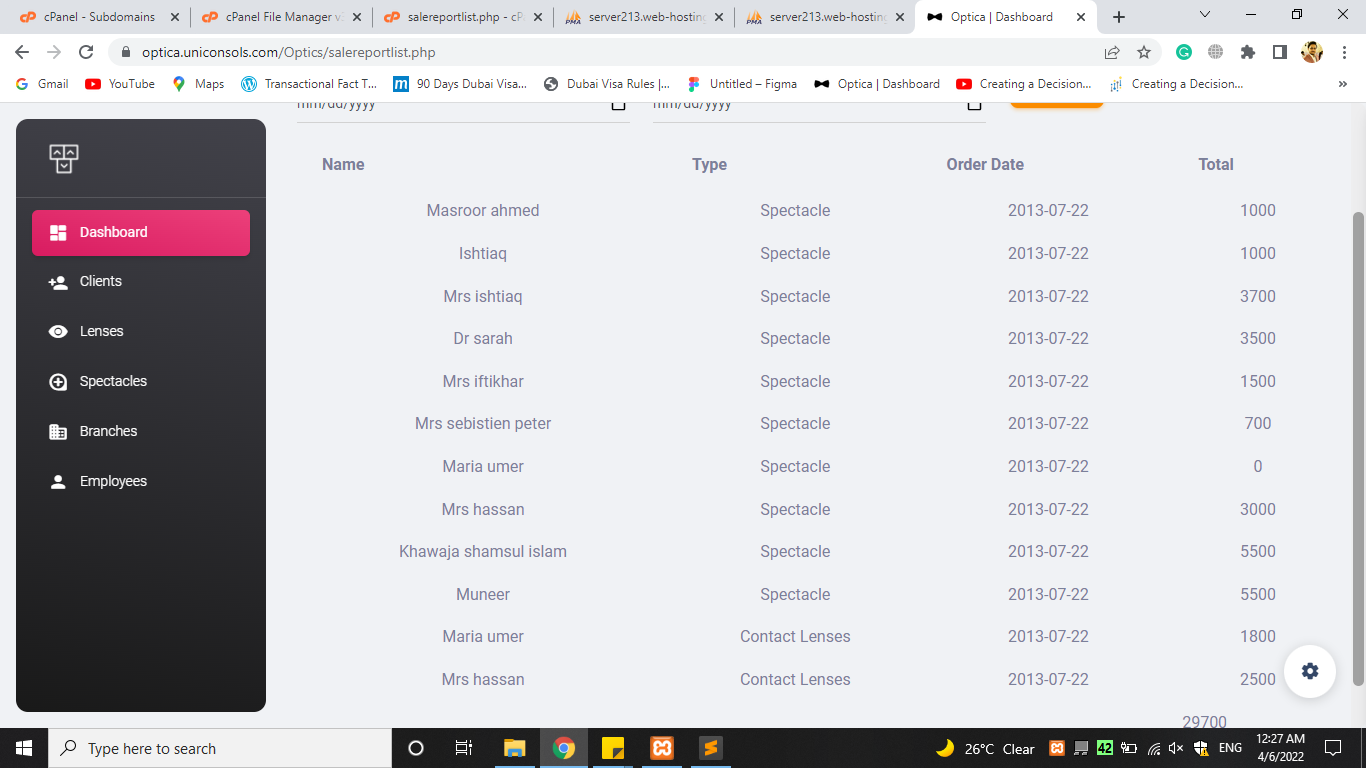 cPanel - Subdomains
cPanel File Manager v
salereportlist.php - cP
server213.web-hosting
server213.web-hosting
Optica | Dashboard
optica.uniconsols.com/Optics/salereportlist.php
Gmail
YouTube
Maps
Transactional Fact T...
90 Days Dubai Visa...
Dubai Visa Rules |...
Untitled – Figma
Optica | Dashboard
Creating a Decision...
Creating a Decision...
»
mm/dd/yyyy mm/dd/yyyy
Dashboard
Clients
Lenses
Spectacles
Branches
Employees
Name Type Order Date Total
Masroor ahmed Spectacle 2013-07-22 1000
Ishtiaq Spectacle 2013-07-22 1000
Mrs ishtiaq Spectacle 2013-07-22 3700
Dr sarah Spectacle 2013-07-22 3500
Mrs iftikhar Spectacle 2013-07-22 1500
Mrs sebistien peter Spectacle 2013-07-22 700
Maria umer Spectacle 2013-07-22 0
Mrs hassan Spectacle 2013-07-22 3000
Khawaja shamsul islam Spectacle 2013-07-22 5500
Muneer Spectacle 2013-07-22 5500
Maria umer Contact Lenses 2013-07-22 1800
Mrs hassan Contact Lenses 2013-07-22 2500
29700
Type here to search
26°C Clear
42
ENG
12:27 AM
4/6/2022